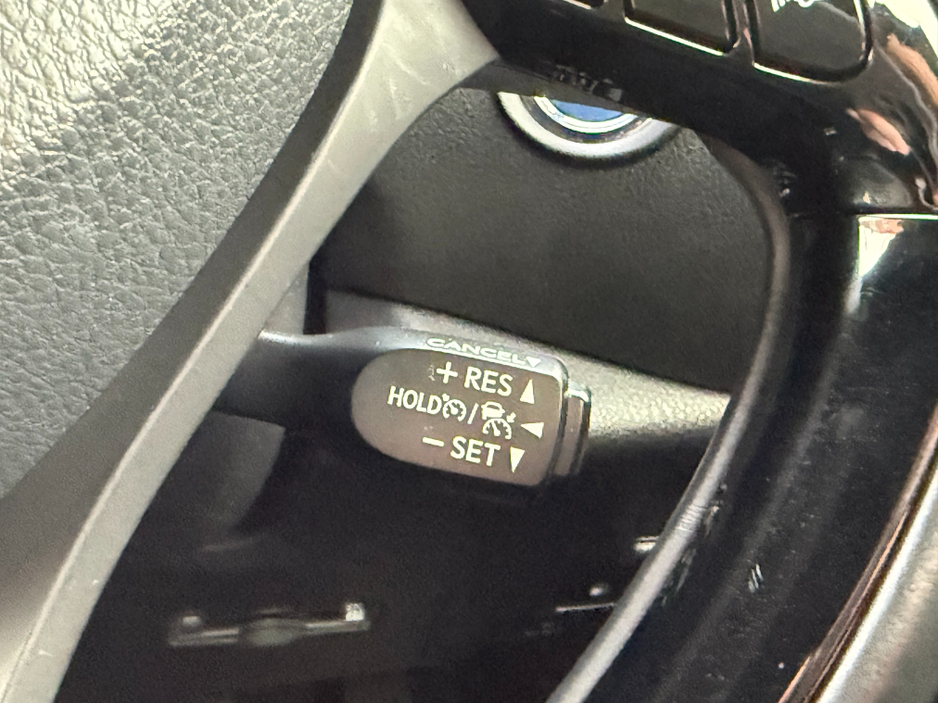 CANCEL▼
+ RES ▲
HOLD / ◀
− SET ▼